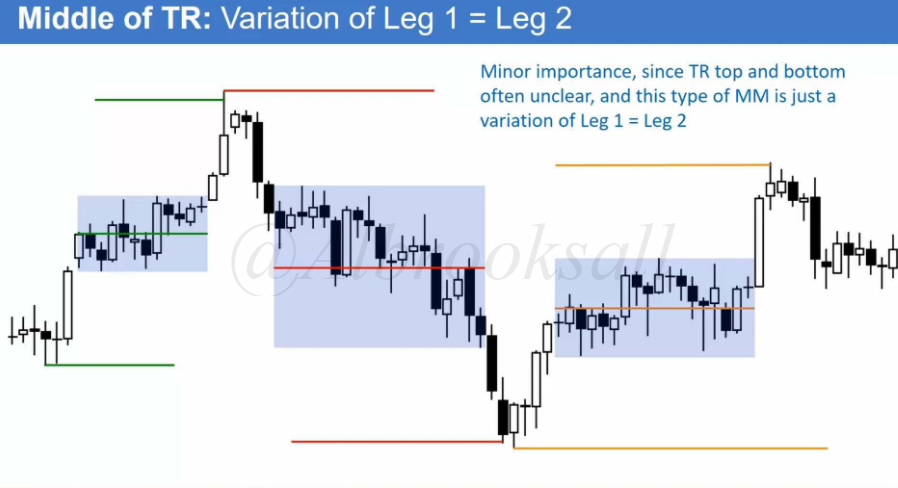 Middle of TR: Variation of Leg 1 = Leg 2
Minor importance, since TR top and bottom
often unclear, and this type of MM is just a
variation of Leg 1 = Leg 2
@Albrooksall